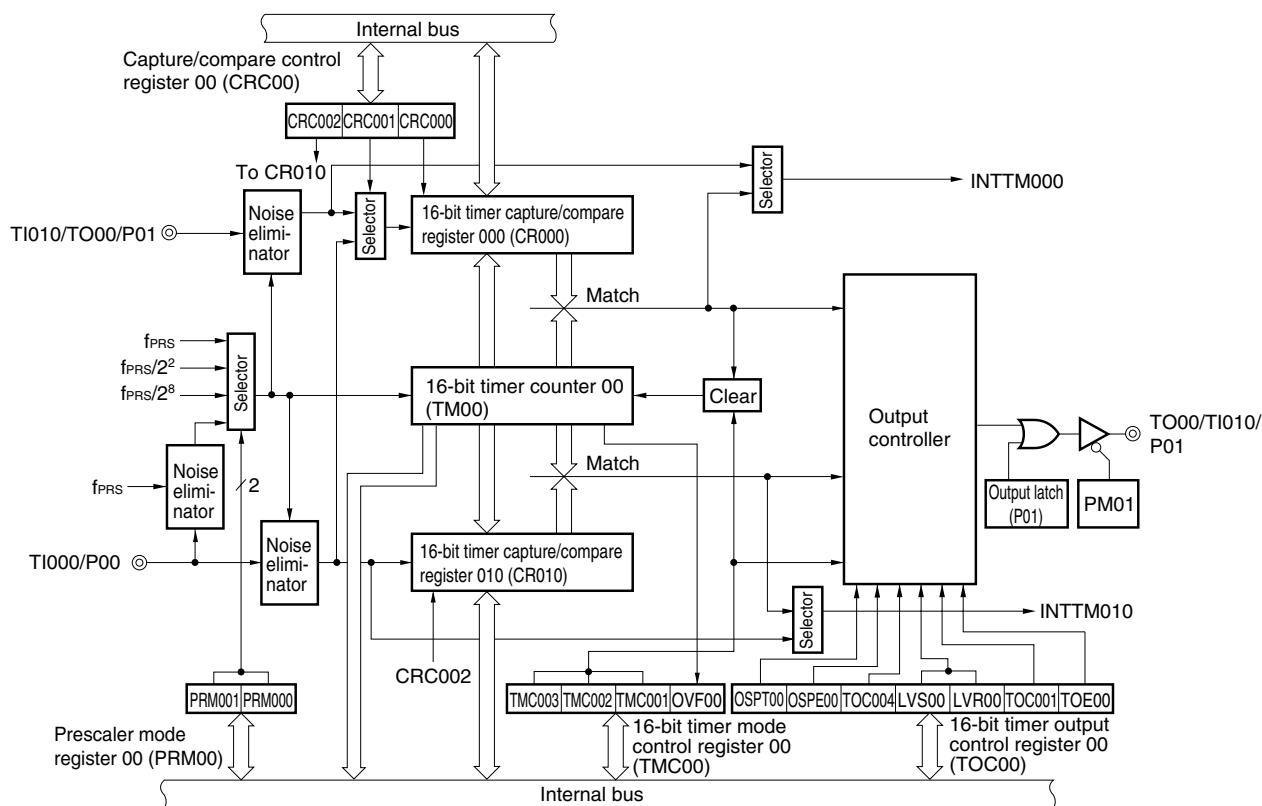 Internal bus
Capture/compare control
register 00 (CRC00)
CRC002 CRC001 CRC000
To CR010
Selector
INTTM000
TI010/TO00/P01
Noise
elimi-
nator
Selector
16-bit timer capture/compare
register 000 (CR000)
Match
fPRS
fPRS/2²
fPRS/2⁸
Selector
16-bit timer counter 00
(TM00)
Clear
Output
controller
TO00/TI010/
P01
Match
fPRS
Noise
elimi-
nator
2
Output latch
(P01)
PM01
TI000/P00
Noise
elimi-
nator
16-bit timer capture/compare
register 010 (CR010)
Selector
INTTM010
CRC002
PRM001 PRM000
TMC003 TMC002 TMC001 OVF00
OSPT00 OSPE00 TOC004 LVS00 LVR00 TOC001 TOE00
Prescaler mode
register 00 (PRM00)
16-bit timer mode
control register 00
(TMC00)
16-bit timer output
control register 00
(TOC00)
Internal bus